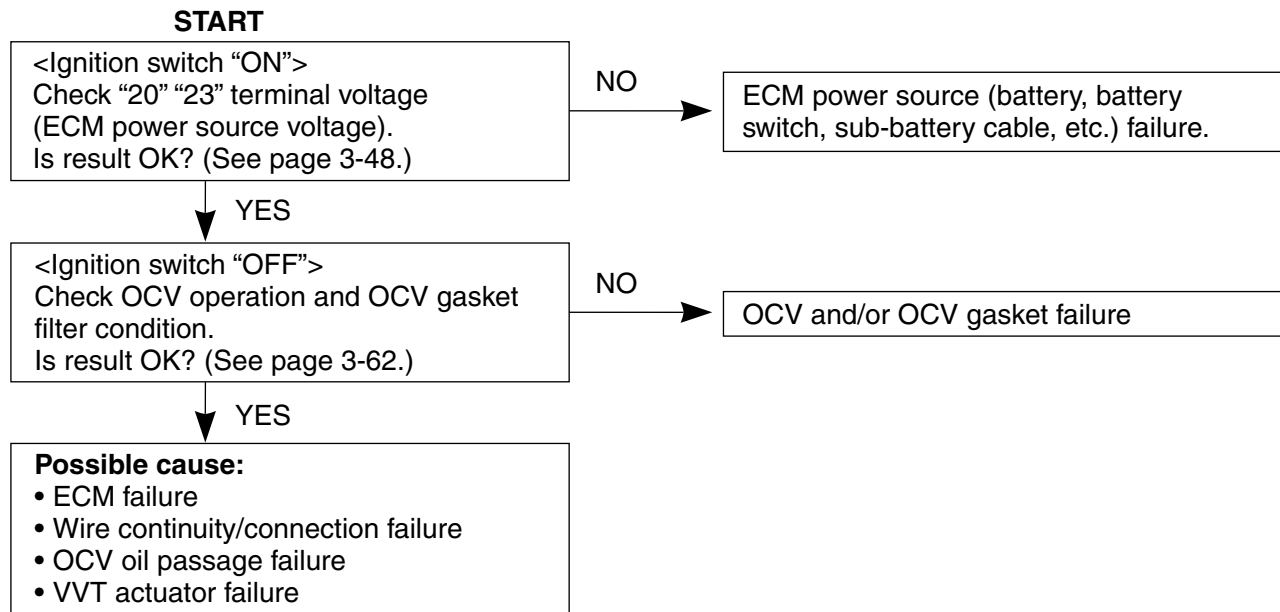 START
<Ignition switch “ON”>
Check “20” “23” terminal voltage
(ECM power source voltage).
Is result OK? (See page 3-48.)
NO
ECM power source (battery, battery
switch, sub-battery cable, etc.) failure.
YES
<Ignition switch “OFF”>
Check OCV operation and OCV gasket
filter condition.
Is result OK? (See page 3-62.)
NO
OCV and/or OCV gasket failure
YES
Possible cause:
• ECM failure
• Wire continuity/connection failure
• OCV oil passage failure
• VVT actuator failure